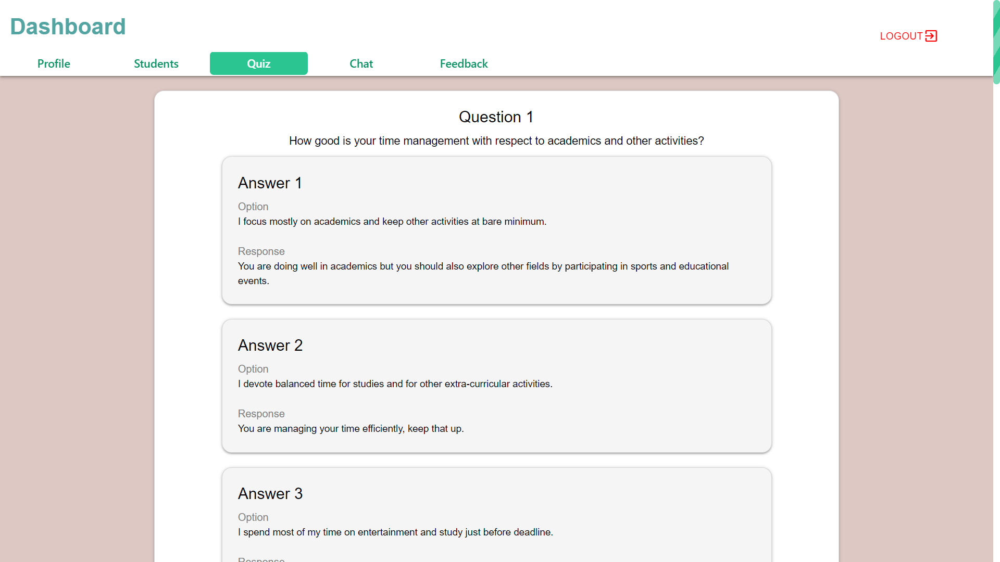 Dashboard
LOGOUT
Profile
Students
Quiz
Chat
Feedback
Question 1
How good is your time management with respect to academics and other activities?
Answer 1
Option
I focus mostly on academics and keep other activities at bare minimum.
Response
You are doing well in academics but you should also explore other fields by participating in sports and educational
events.
Answer 2
Option
I devote balanced time for studies and for other extra-curricular activities.
Response
You are managing your time efficiently, keep that up.
Answer 3
Option
I spend most of my time on entertainment and study just before deadline.
Response